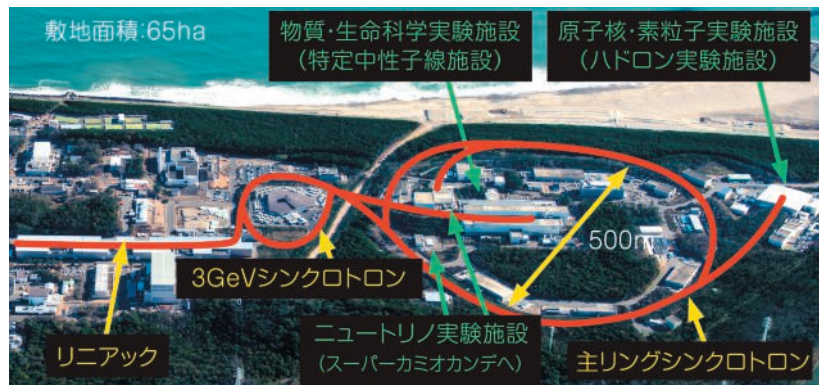 敷地面積:65ha
物質・生命科学実験施設
(特定中性子線施設)
原子核・素粒子実験施設
(ハドロン実験施設)
500m
3GeVシンクロトロン
リニアック
ニュートリノ実験施設
(スーパーカミオカンデへ)
主リングシンクロトロン